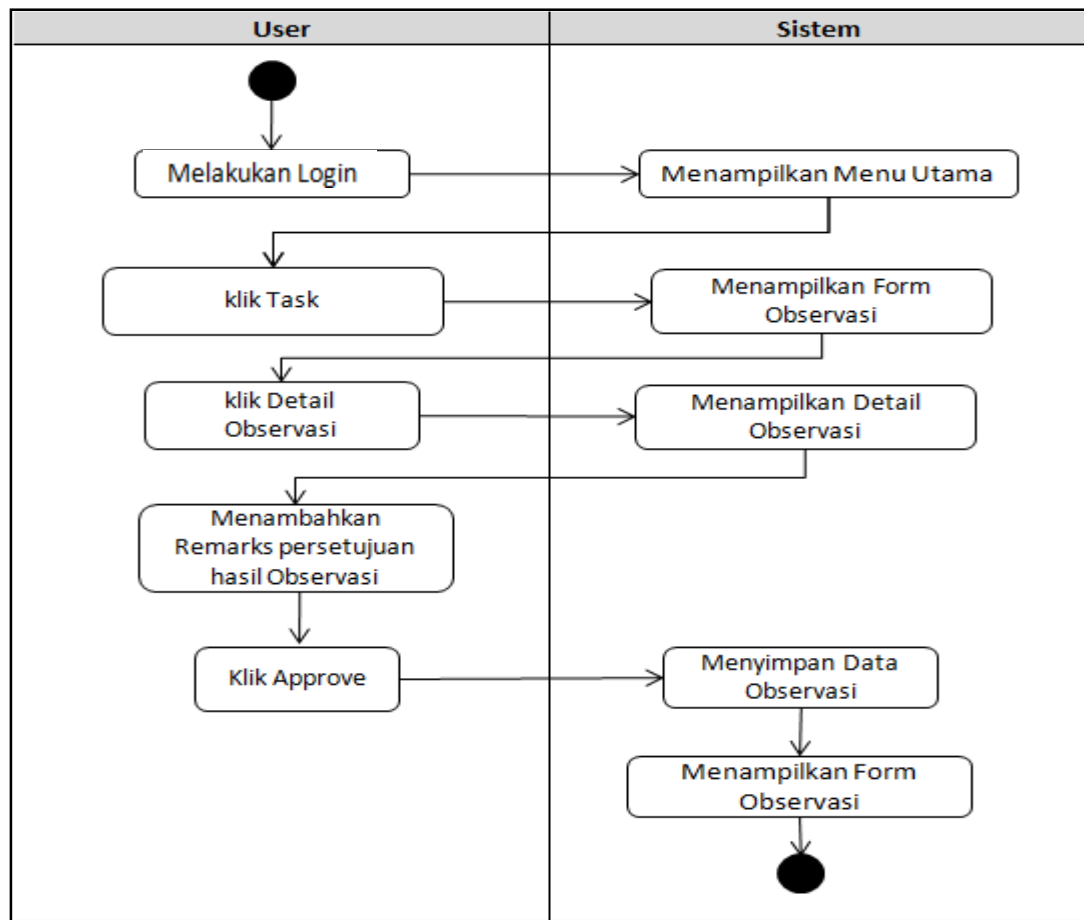 User
Sistem
Melakukan Login
Menampilkan Menu Utama
klik Task
Menampilkan Form
Observasi
klik Detail
Observasi
Menampilkan Detail
Observasi
Menambahkan
Remarks persetujuan
hasil Observasi
Klik Approve
Menyimpan Data
Observasi
Menampilkan Form
Observasi